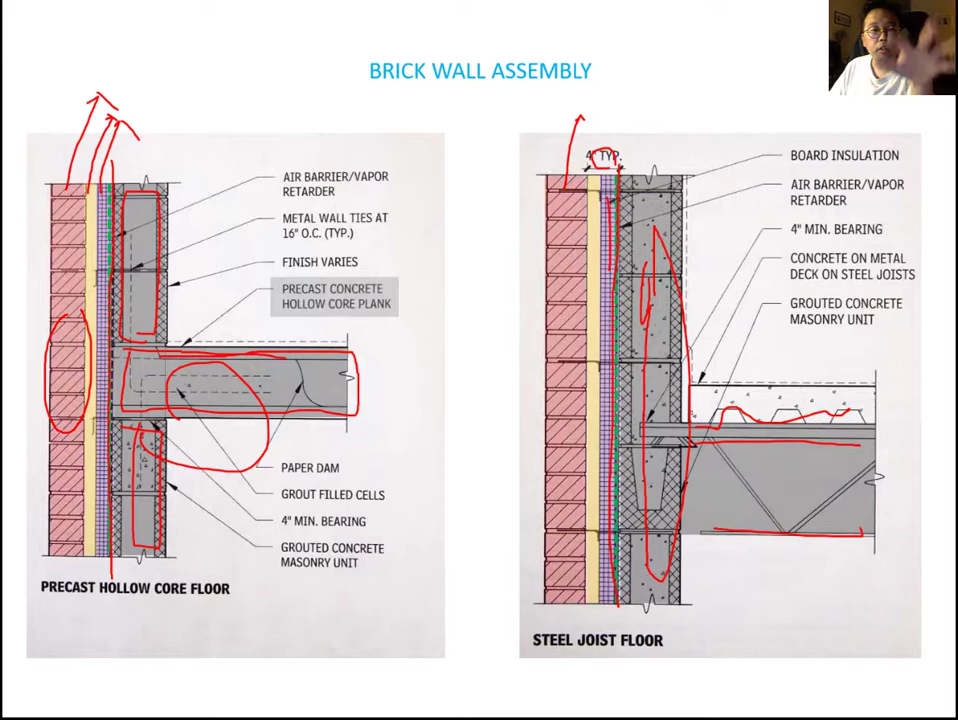 BRICK WALL ASSEMBLY
AIR BARRIER/VAPOR
RETARDER
METAL WALL TIES AT
16" O.C. (TYP.)
FINISH VARIES
PRECAST CONCRETE
HOLLOW CORE PLANK
PAPER DAM
GROUT FILLED CELLS
4" MIN. BEARING
GROUTED CONCRETE
MASONRY UNIT
PRECAST HOLLOW CORE FLOOR
4" TYP.
BOARD INSULATION
AIR BARRIER/VAPOR
RETARDER
4" MIN. BEARING
CONCRETE ON METAL
DECK ON STEEL JOISTS
GROUTED CONCRETE
MASONRY UNIT
STEEL JOIST FLOOR